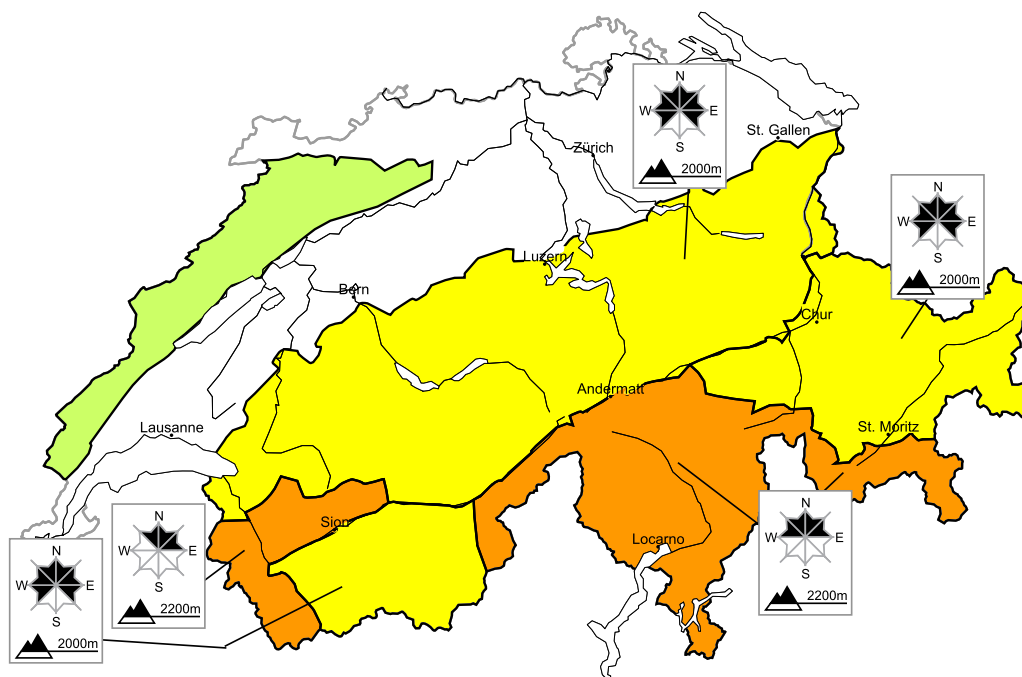 N
W E
S
2000m
St. Gallen
Zürich
N
W E
S
2000m
Luzern
Bern
Chur
Andermatt
Lausanne
St. Moritz
N
W E
S
2200m
Sion
N
W E
S
2200m
Locarno
N
W E
S
2000m